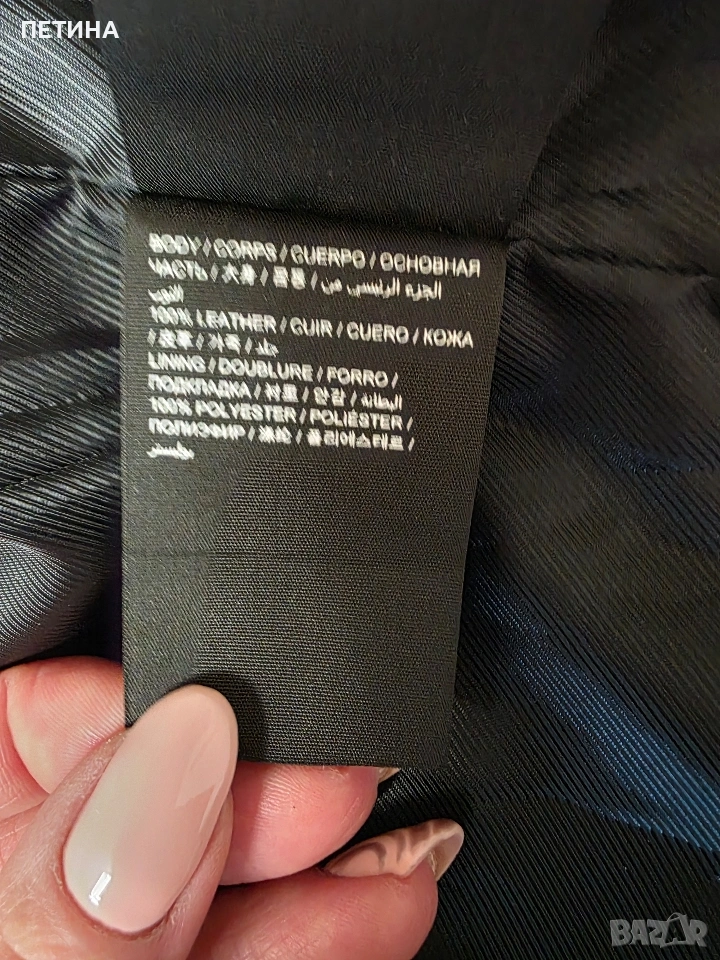 ПЕТИНА
BODY / CORPS / CUERPO / ОСНОВНАЯ
ЧАСТЬ / 大身 / 몸통 / الجزء الرئيسي من
الثوب
100% LEATHER / CUIR / CUERO / КОЖА
/ 皮革 / 가죽 / جلد
LINING / DOUBLURE / FORRO /
ПОДКЛАДКА / 衬里 / 안감 / البطانة
100% POLYESTER / POLIÉSTER /
ПОЛИЭФИР / 涤纶 / 폴리에스테르 /
بوليستر
BAZAR